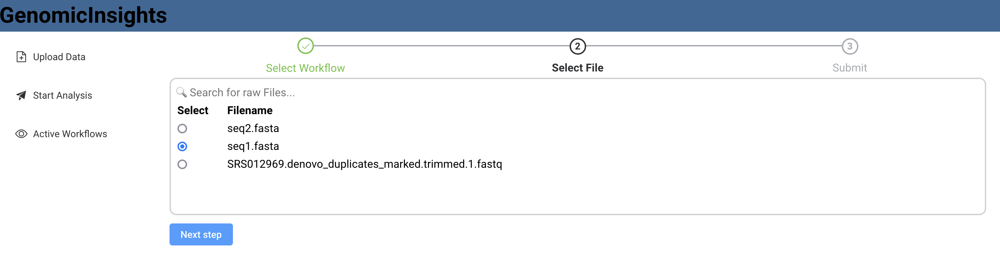 GenomicInsights
Upload Data
Start Analysis
Active Workflows
Select Workflow
2
Select File
3
Submit
Search for raw Files...
Select Filename
seq2.fasta
seq1.fasta
SRS012969.denovo_duplicates_marked.trimmed.1.fastq
Next step